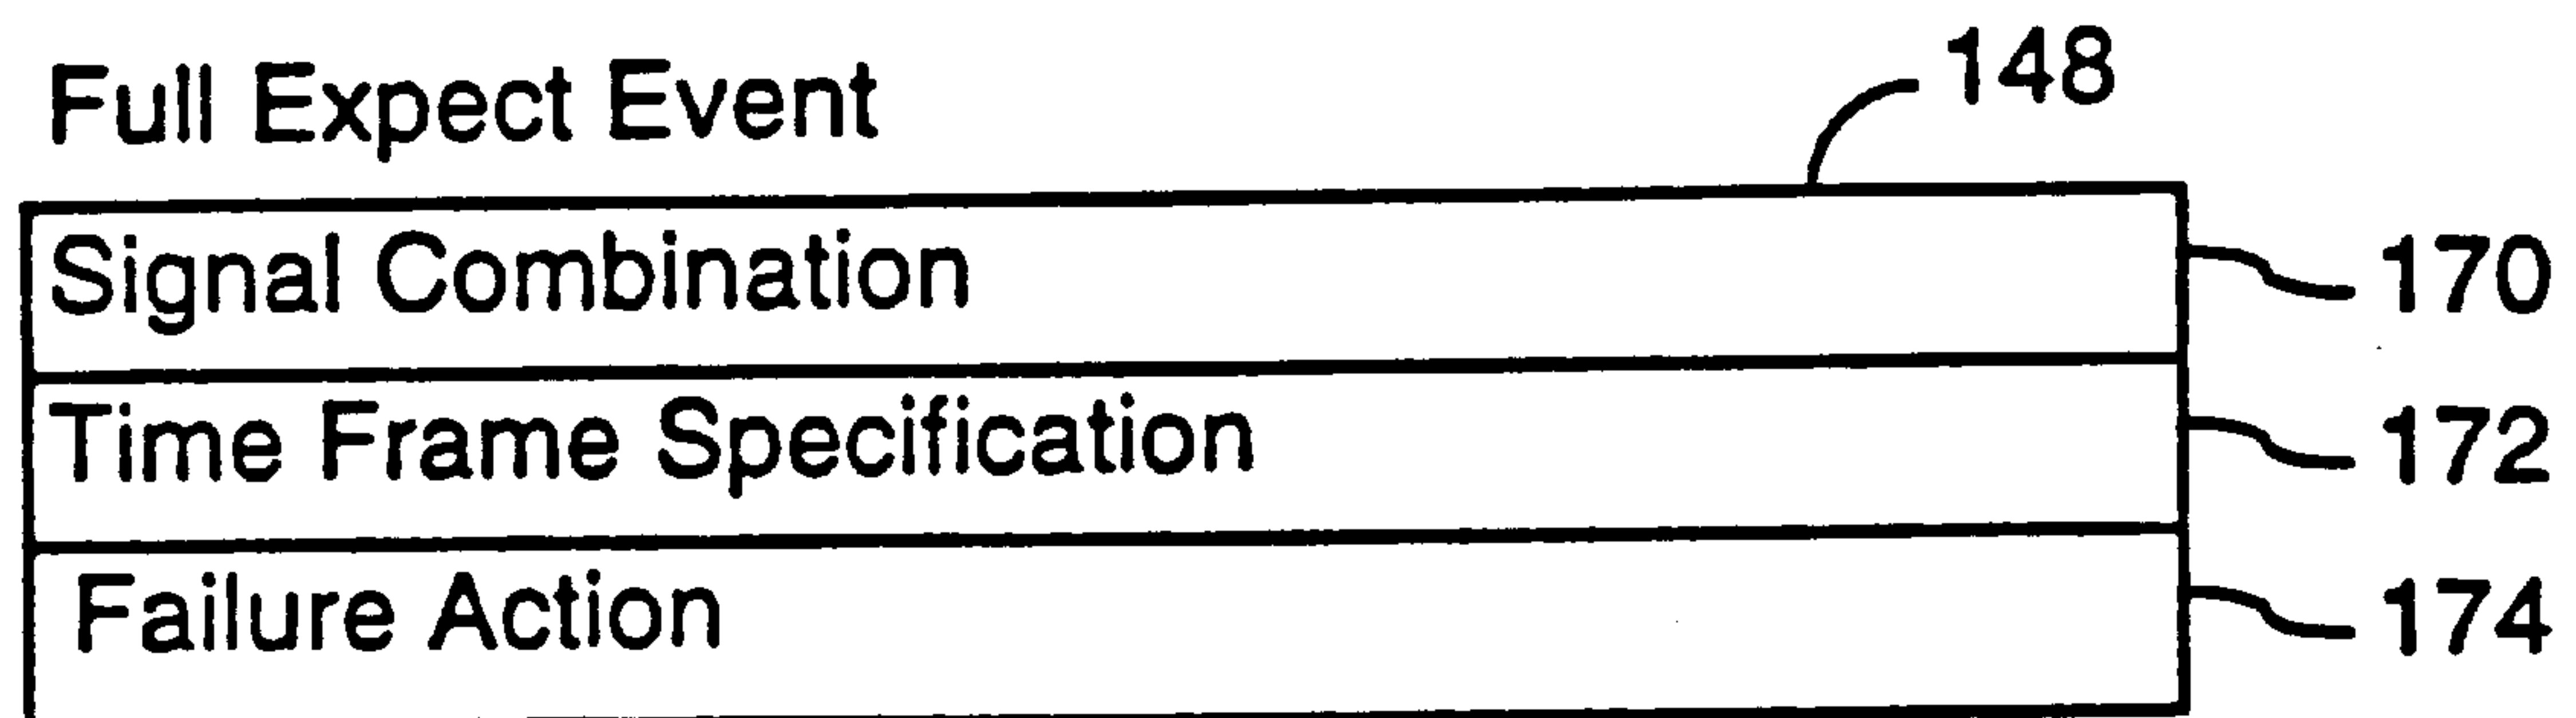 148
Full Expect Event
Signal Combination 170
Time Frame Specification 172
Failure Action 174